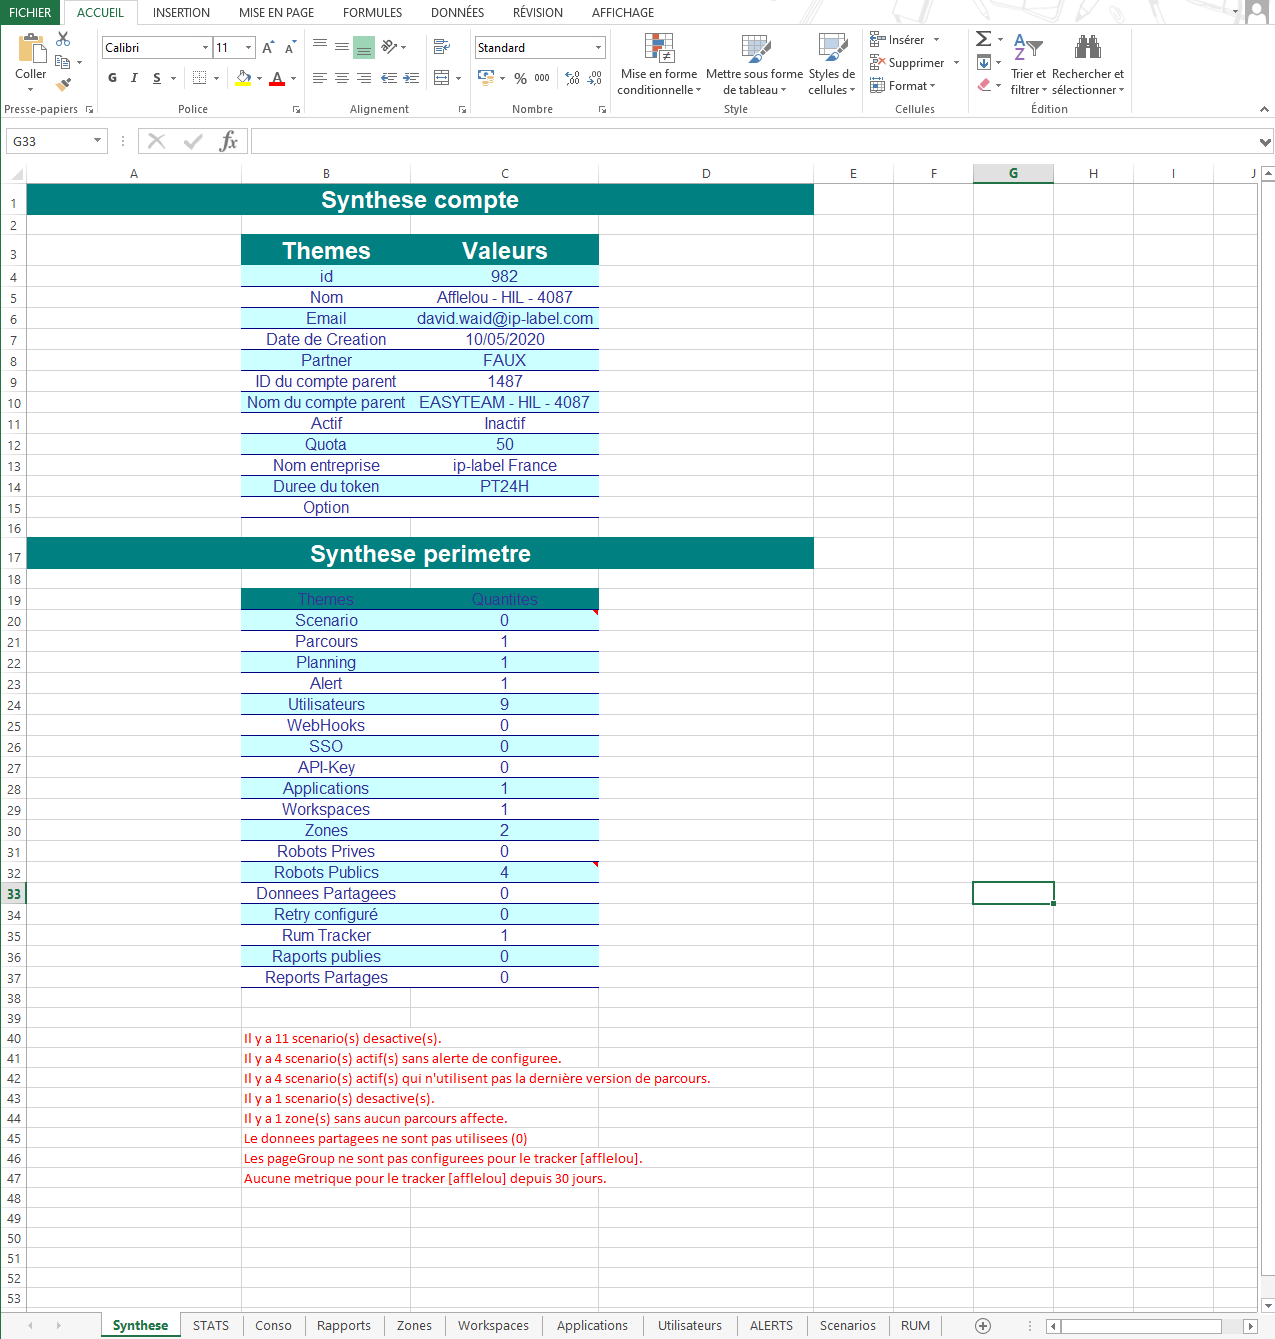 FICHIER ACCUEIL INSERTION MISE EN PAGE FORMULES DONNÉES RÉVISION AFFICHAGE
Coller Calibri 11 G I S Standard % 000 ,00 ,00
Mise en forme conditionnelle Mettre sous forme de tableau Styles de cellules
Insérer
Supprimer
Format
Σ A Z Trier et filtrer Rechercher et sélectionner
Presse-papiers Police Alignement Nombre Style Cellules Édition
G33 fx
A B C D E F G H I J
1 Synthese compte
2
3 Themes Valeurs
4 id 982
5 Nom Afflelou - HIL - 4087
6 Email david.waid@ip-label.com
7 Date de Creation 10/05/2020
8 Partner FAUX
9 ID du compte parent 1487
10 Nom du compte parent EASYTEAM - HIL - 4087
11 Actif Inactif
12 Quota 50
13 Nom entreprise ip-label France
14 Duree du token PT24H
15 Option
16
17 Synthese perimetre
18
19 Themes Quantites
20 Scenario 0
21 Parcours 1
22 Planning 1
23 Alert 1
24 Utilisateurs 9
25 WebHooks 0
26 SSO 0
27 API-Key 0
28 Applications 1
29 Workspaces 1
30 Zones 2
31 Robots Prives 0
32 Robots Publics 4
33 Donnees Partagees 0
34 Retry configuré 0
35 Rum Tracker 1
36 Raports publies 0
37 Reports Partages 0
38
39
40 Il y a 11 scenario(s) desactive(s).
41 Il y a 4 scenario(s) actif(s) sans alerte de configuree.
42 Il y a 4 scenario(s) actif(s) qui n'utilisent pas la dernière version de parcours.
43 Il y a 1 scenario(s) desactive(s).
44 Il y a 1 zone(s) sans aucun parcours affecte.
45 Le donnees partagees ne sont pas utilisees (0)
46 Les pageGroup ne sont pas configurees pour le tracker [afflelou].
47 Aucune metrique pour le tracker [afflelou] depuis 30 jours.
48
49
50
51
52
53
Synthese STATS Conso Rapports Zones Workspaces Applications Utilisateurs ALERTS Scenarios RUM